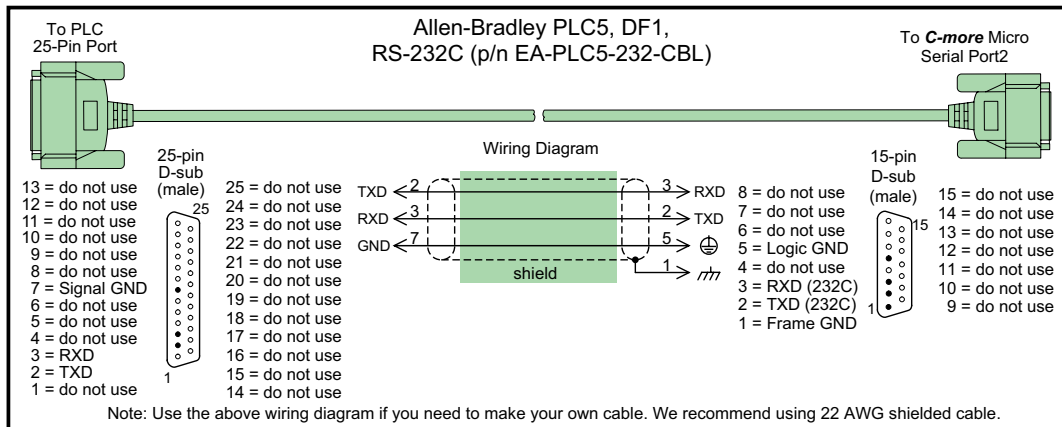 Allen-Bradley PLC5, DF1,
RS-232C (p/n EA-PLC5-232-CBL)
To PLC
25-Pin Port
To C-more Micro
Serial Port2
Wiring Diagram
25-pin
D-sub
(male)
13 = do not use
12 = do not use
11 = do not use
10 = do not use
9 = do not use
8 = do not use
7 = Signal GND
6 = do not use
5 = do not use
4 = do not use
3 = RXD
2 = TXD
1 = do not use
25
1
25 = do not use
24 = do not use
23 = do not use
22 = do not use
21 = do not use
20 = do not use
19 = do not use
18 = do not use
17 = do not use
16 = do not use
15 = do not use
14 = do not use
TXD 2 3 RXD
RXD 3 2 TXD
GND 7 5
1
shield
8 = do not use
7 = do not use
6 = do not use
5 = Logic GND
4 = do not use
3 = RXD (232C)
2 = TXD (232C)
1 = Frame GND
15-pin
D-sub
(male)
15
1
15 = do not use
14 = do not use
13 = do not use
12 = do not use
11 = do not use
10 = do not use
9 = do not use
Note: Use the above wiring diagram if you need to make your own cable. We recommend using 22 AWG shielded cable.